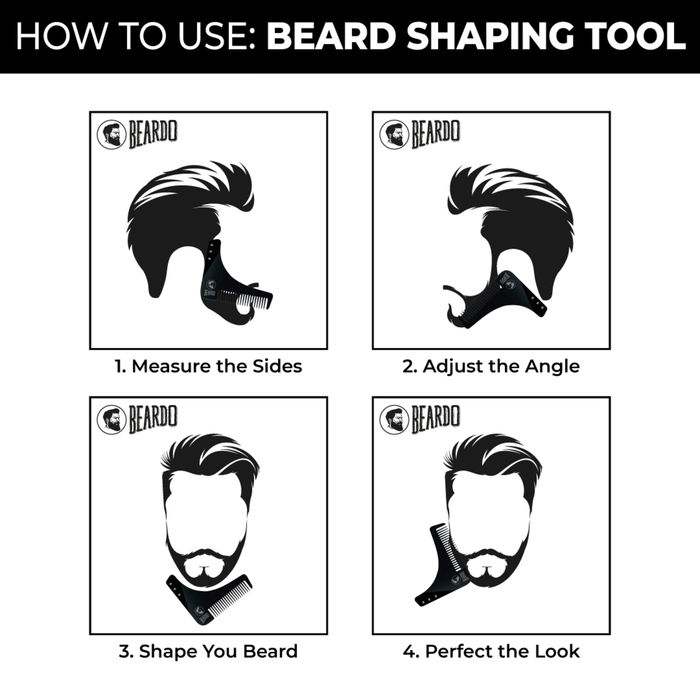 HOW TO USE: BEARD SHAPING TOOL
BEARDO
BEARDO
1. Measure the Sides
2. Adjust the Angle
BEARDO
BEARDO
3. Shape You Beard
4. Perfect the Look